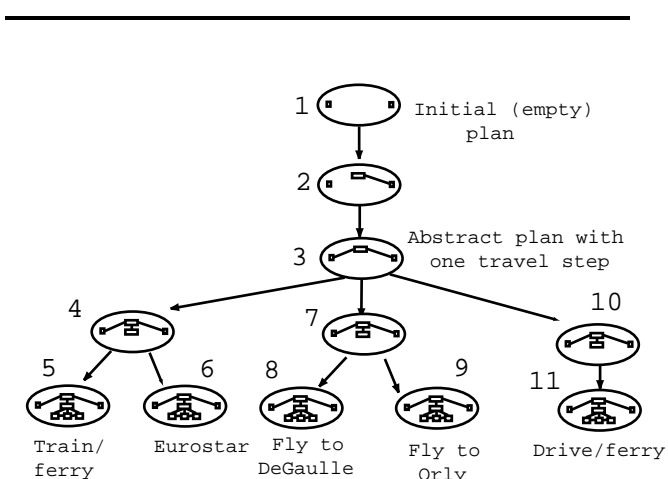 1
Initial (empty)
plan
2
3
Abstract plan with
one travel step
4
7
10
5
6
8
9
11
Train/
ferry
Eurostar
Fly to
DeGaulle
Fly to
Orly
Drive/ferry